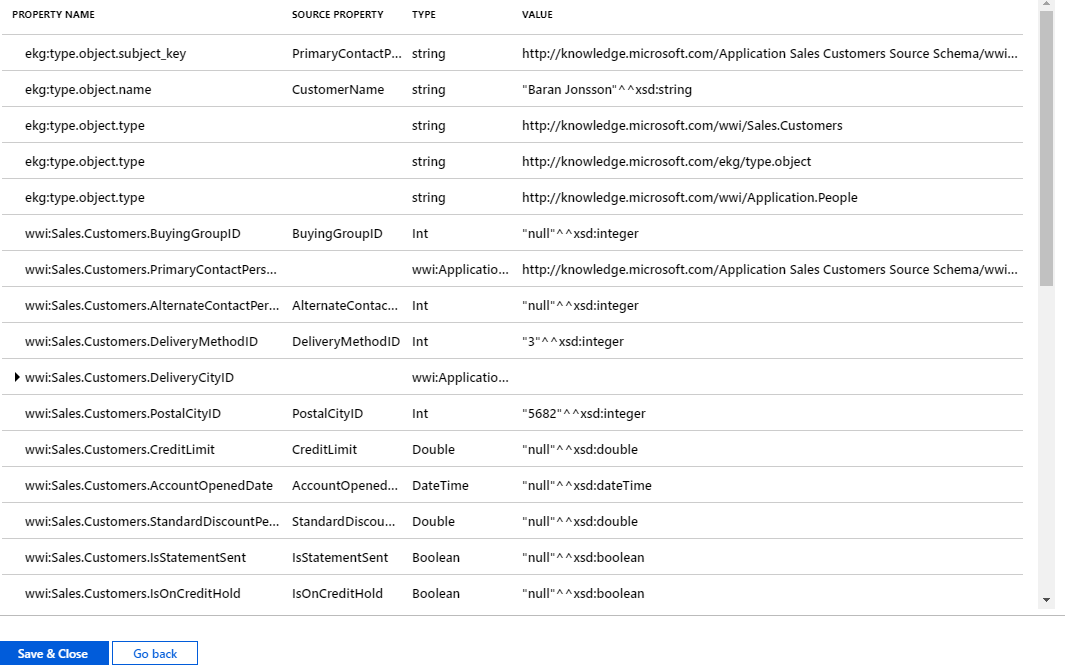 PROPERTY NAME SOURCE PROPERTY TYPE VALUE
ekg:type.object.subject_key PrimaryContactP... string http://knowledge.microsoft.com/Application Sales Customers Source Schema/wwi...
ekg:type.object.name CustomerName string "Baran Jonsson"^^xsd:string
ekg:type.object.type string http://knowledge.microsoft.com/wwi/Sales.Customers
ekg:type.object.type string http://knowledge.microsoft.com/ekg/type.object
ekg:type.object.type string http://knowledge.microsoft.com/wwi/Application.People
wwi:Sales.Customers.BuyingGroupID BuyingGroupID Int "null"^^xsd:integer
wwi:Sales.Customers.PrimaryContactPers... wwi:Applicatio... http://knowledge.microsoft.com/Application Sales Customers Source Schema/wwi...
wwi:Sales.Customers.AlternateContactPer... AlternateContac... Int "null"^^xsd:integer
wwi:Sales.Customers.DeliveryMethodID DeliveryMethodID Int "3"^^xsd:integer
wwi:Sales.Customers.DeliveryCityID wwi:Applicatio...
wwi:Sales.Customers.PostalCityID PostalCityID Int "5682"^^xsd:integer
wwi:Sales.Customers.CreditLimit CreditLimit Double "null"^^xsd:double
wwi:Sales.Customers.AccountOpenedDate AccountOpened... DateTime "null"^^xsd:dateTime
wwi:Sales.Customers.StandardDiscountPe... StandardDiscou... Double "null"^^xsd:double
wwi:Sales.Customers.IsStatementSent IsStatementSent Boolean "null"^^xsd:boolean
wwi:Sales.Customers.IsOnCreditHold IsOnCreditHold Boolean "null"^^xsd:boolean
Save & Close Go back